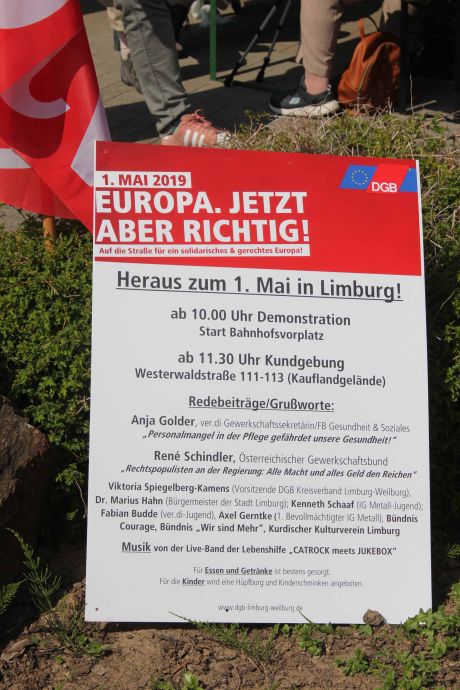 1. MAI 2019
EUROPA. JETZT
ABER RICHTIG!
Auf die Straße für ein solidarisches & gerechtes Europa!
DGB
Heraus zum 1. Mai in Limburg!
ab 10.00 Uhr Demonstration
Start Bahnhofsvorplatz
ab 11.30 Uhr Kundgebung
Westerwaldstraße 111-113 (Kauflandgelände)
Redebeiträge/Grußworte:
Anja Golder, ver.di Gewerkschaftssekretärin/FB Gesundheit & Soziales
„Personalmangel in der Pflege gefährdet unsere Gesundheit!“
René Schindler, Österreichischer Gewerkschaftsbund
„Rechtspopulisten an der Regierung: Alle Macht und alles Geld den Reichen“
Viktoria Spiegelberg-Kamens (Vorsitzende DGB Kreisverband Limburg-Weilburg),
Dr. Marius Hahn (Bürgermeister der Stadt Limburg); Kenneth Schaaf (IG Metall-Jugend);
Fabian Budde (ver.di-Jugend), Axel Gerntke (1. Bevollmächtigter IG Metall), Bündnis
Courage, Bündnis „Wir sind Mehr“, Kurdischer Kulturverein Limburg
Musik von der Live-Band der Lebenshilfe „CATROCK meets JUKEBOX“
Für Essen und Getränke ist bestens gesorgt.
Für die Kinder wird eine Hüpfburg und Kinderschminken angeboten.
www.dgb-limburg-weilburg.de